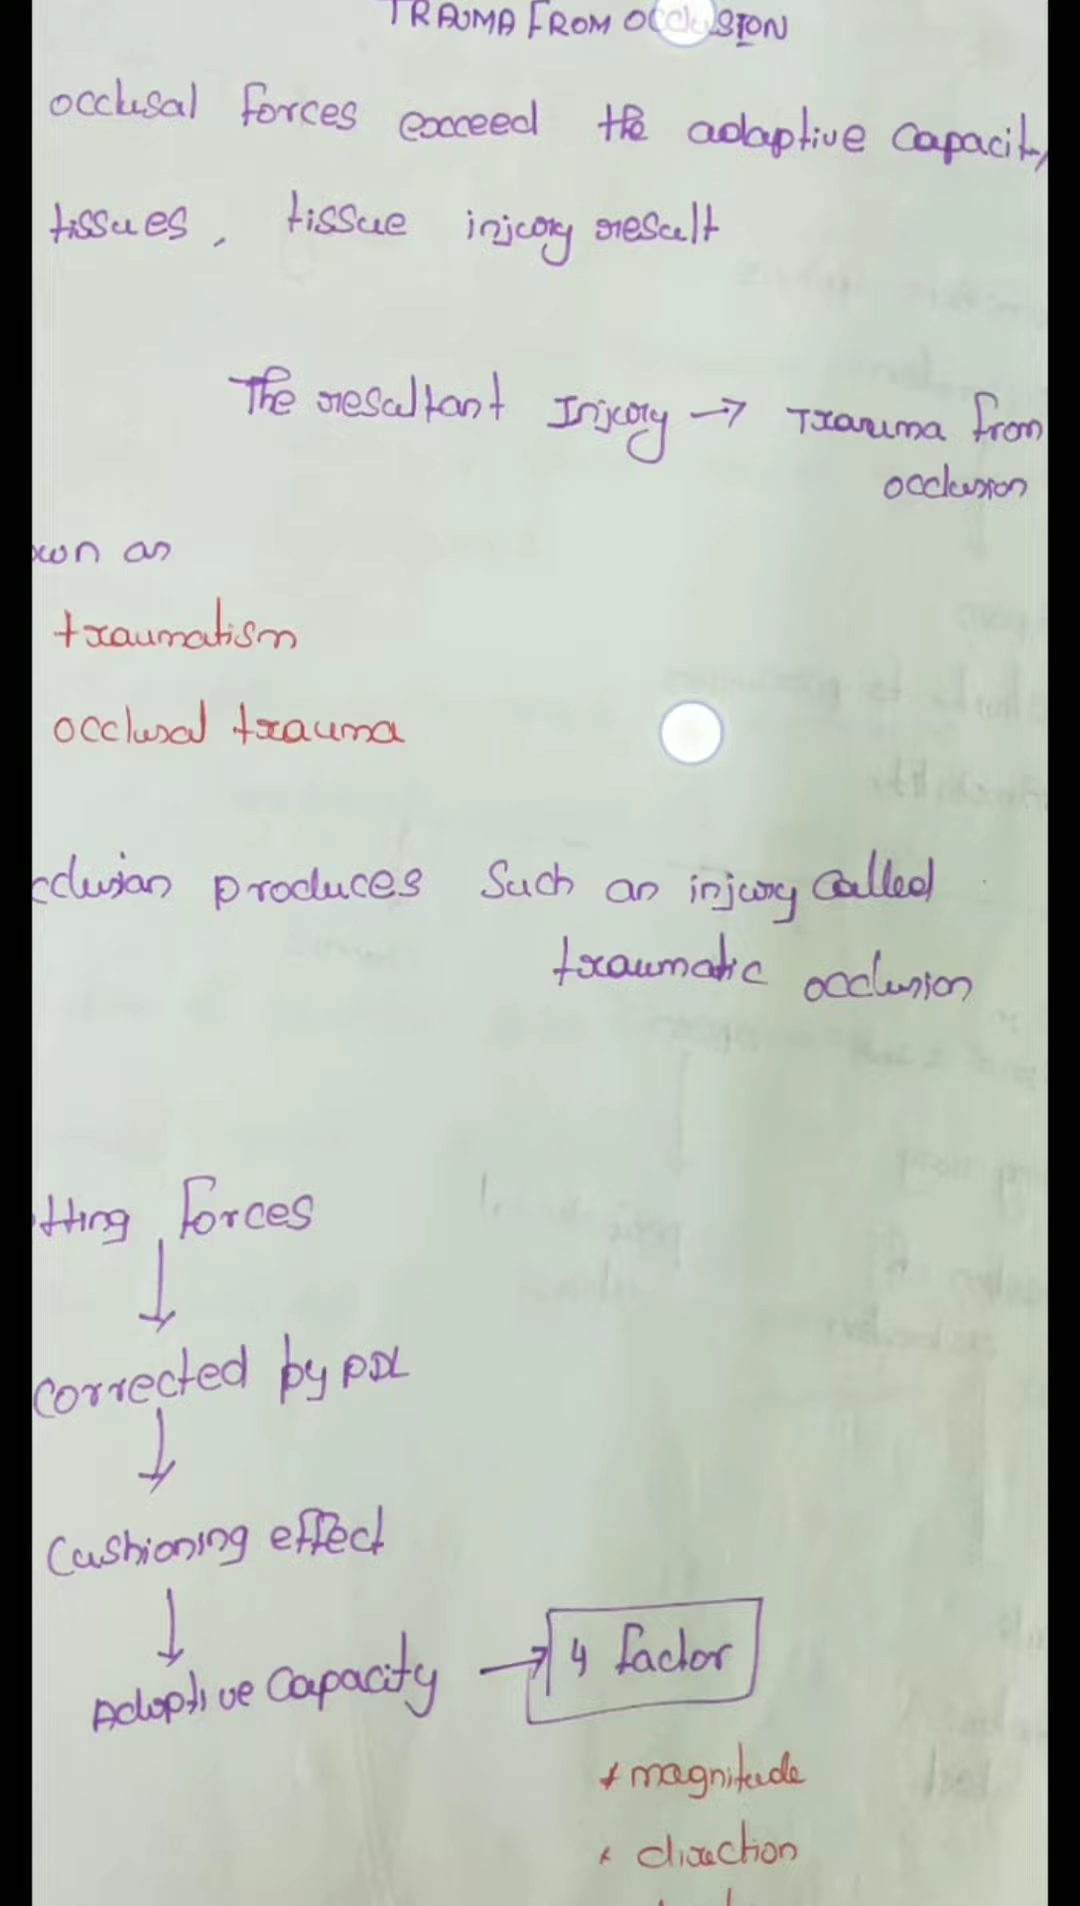 TRAUMA FROM OCCLUSION
occlusal forces exceed the adaptive capacity
tissues, tissue injury result
The resultant Injury → Trauma from
occlusion
own as
traumatism
occlusal trauma
cclusion produces Such an injury Called
traumatic occlusion
tting forces
↓
Corrected by PDL
↓
Cushioning effect
↓
Adaptive Capacity → 4 factor
* magnitude
* direction